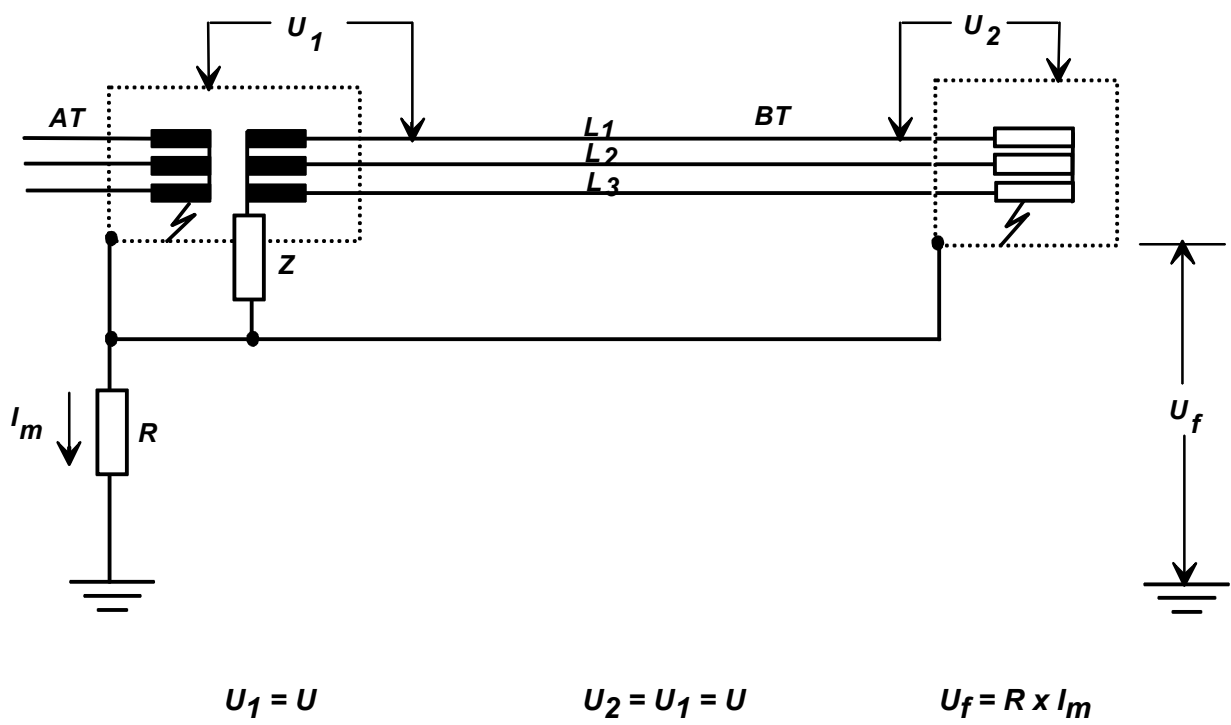 U1 U2
AT L1 BT
L2
L3
Z
Im R Uf
U1 = U U2 = U1 = U Uf = R x Im